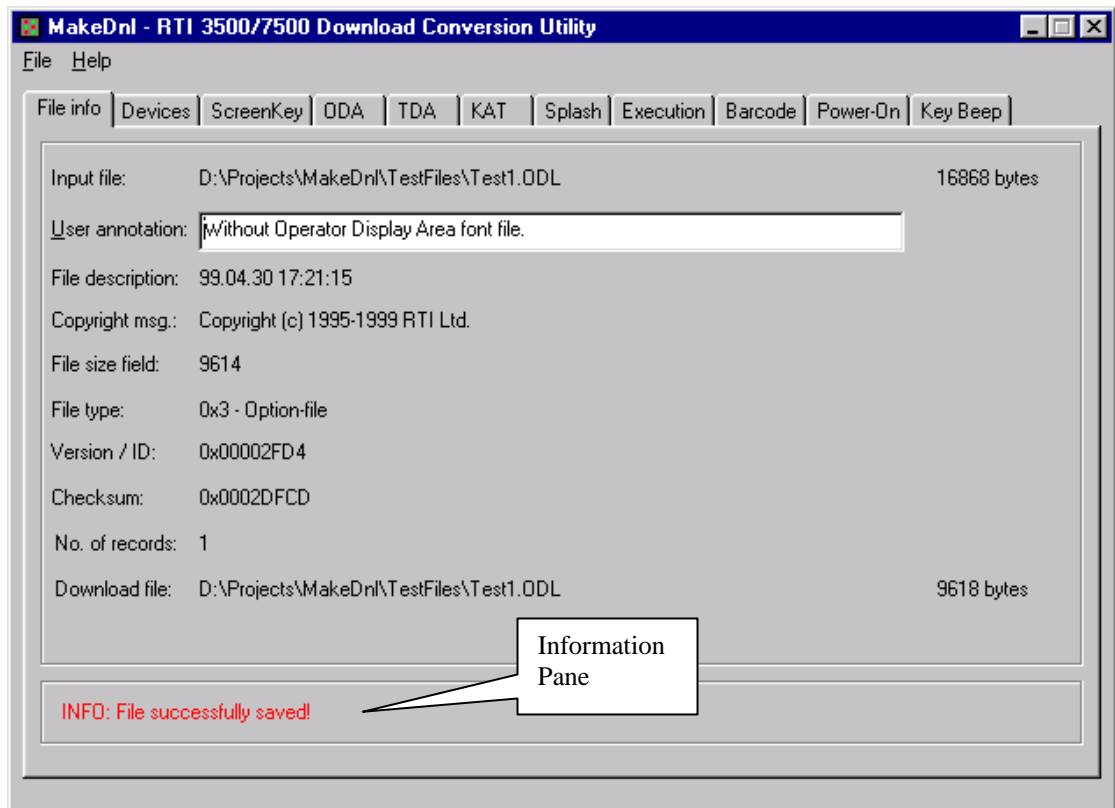 MakeDnl - RTI 3500/7500 Download Conversion Utility
File Help
File info Devices ScreenKey ODA TDA KAT Splash Execution Barcode Power-On Key Beep
Input file: D:\Projects\MakeDnl\TestFiles\Test1.ODL 16868 bytes
User annotation: Without Operator Display Area font file.
File description: 99.04.30 17:21:15
Copyright msg.: Copyright (c) 1995-1999 RTI Ltd.
File size field: 9614
File type: 0x3 - Option-file
Version / ID: 0x00002FD4
Checksum: 0x0002DFCD
No. of records: 1
Download file: D:\Projects\MakeDnl\TestFiles\Test1.ODL 9618 bytes
Information
Pane
INFO: File successfully saved!